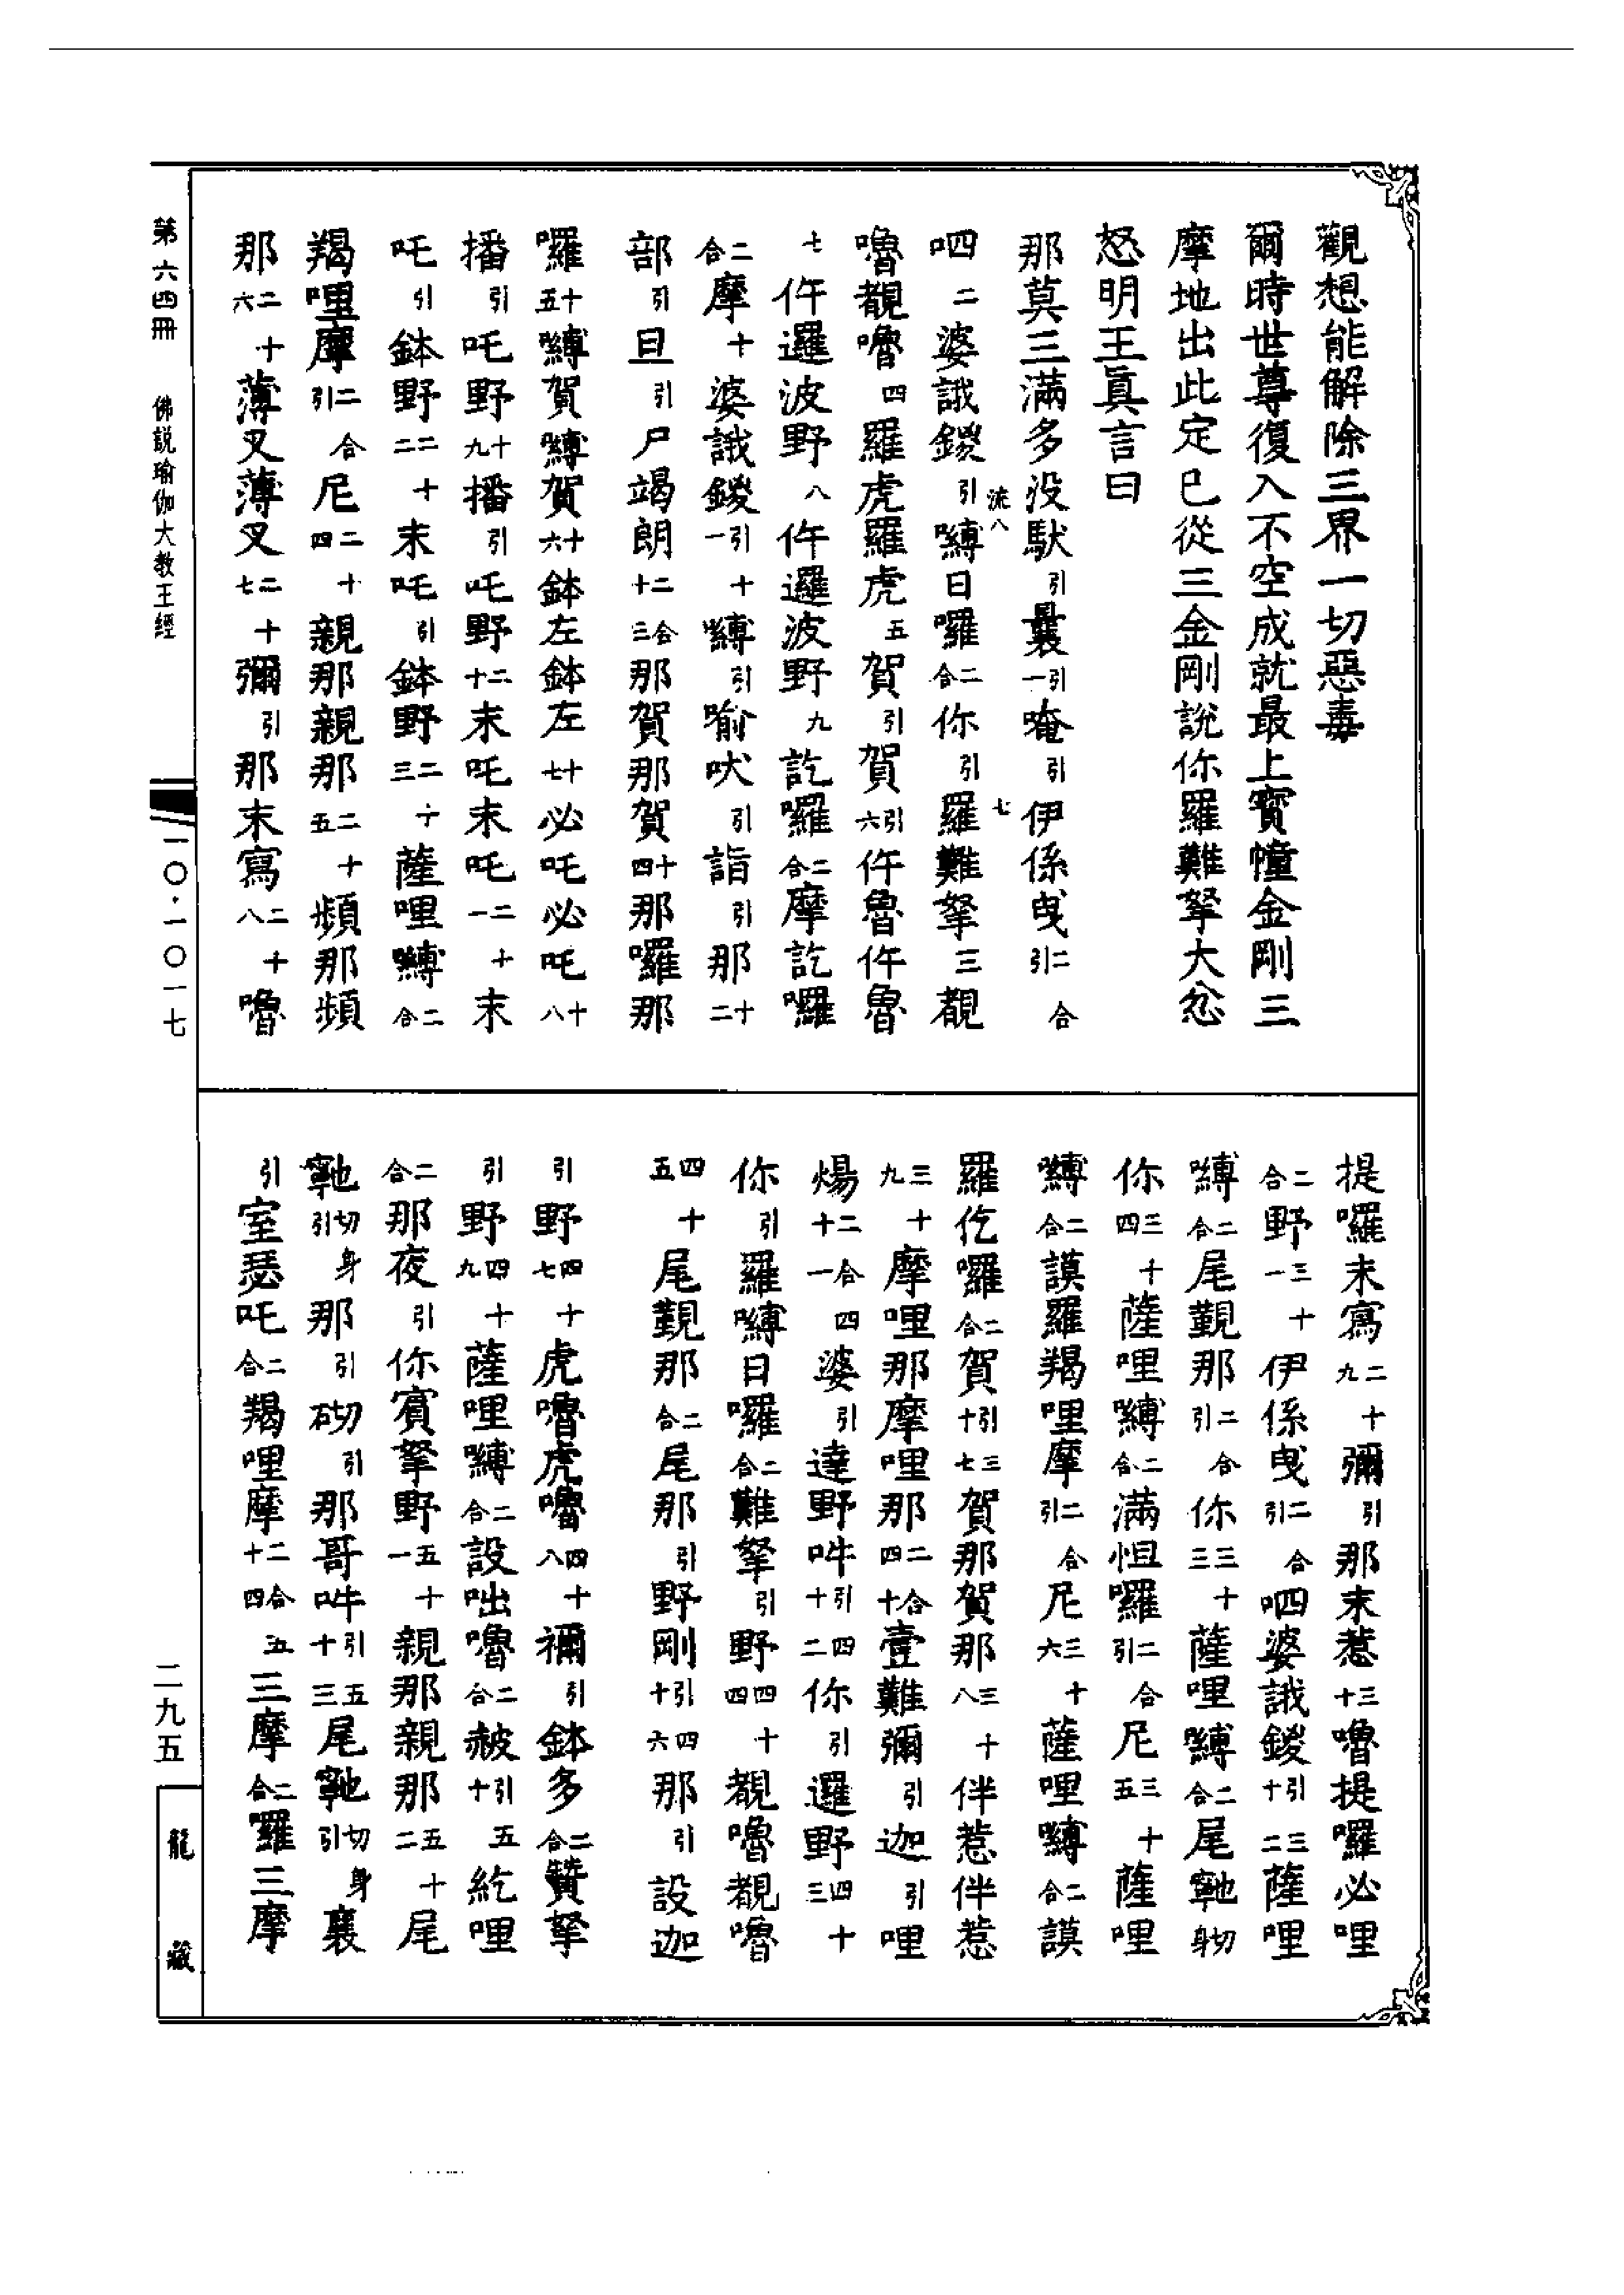 觀想能解除三界一切惡毒
爾時世尊復入不空成就最上寶幢金剛三
摩地出此定已從三金剛說你羅難拏大忿
怒明王眞言曰
那莫三滿多没馱引曩引一唵引伊係曳二合引
流八
七
呬二婆誐鑁引嚩日囉二合你引羅難拏三覩
嚕覩嚕四羅虎羅虎五賀引賀引六仵魯仵魯
七仵邏波野八仵邏波野九訖囉二合摩訖囉
二合摩十婆誐鑁引十一嚩引喻吠引詣引那十二
部引旦引尸竭朗二合十三那賀那賀十四那囉那
囉十五嚩賀嚩賀十六鉢左鉢左十七必吒必吒十八
播引吒野十九播引吒野二十末吒末吒二十一末
吒引鉢野二十二末吒引鉢野二十三薩哩嚩二合
羯哩摩二合引尼二十四親那親那二十五頻那頻
那二十六薄叉薄叉二十七彌引那末寫二十八嚕
提囉末寫二十九彌引那末惹三十嚕提囉必哩
二合野三十一伊係曳二合引呬婆誐鑁引三十二薩哩
嚩二合尾覲那二合引你三十三薩哩嚩二合尾寧也切身
你三十四薩哩嚩二合滿怛囉二合引尼三十五薩哩
嚩二合謨羅羯哩摩二合引尼三十六薩哩嚩二合謨
羅仡囉二合賀引三十七賀那賀那三十八伴惹伴惹
三十九摩哩那摩哩那二合四十壹難彌引迦引哩
煬二合四十一婆引達野吽引四十二你引邏野四十三
你引羅嚩日囉二合難拏引野四十四覩嚕覩嚕
四十五尾覲那二合尾那引野剛引四十六那引設迦
引野四十七虎嚕虎嚕四十八禰引鉢多二合贊拏
引野四十九薩哩嚩二合設咄嚕二合赧引五十紇哩
二合那夜引你賓拏野五十一親那親那五十二尾
寧也切身引那引砌引那哥吽引五十三尾寧也切身引襄
引室瑟吒二合羯哩摩二合五十四三摩二合囉三摩
第六四冊　佛説瑜伽大教王經
一〇·一〇一七
二九五
龍藏